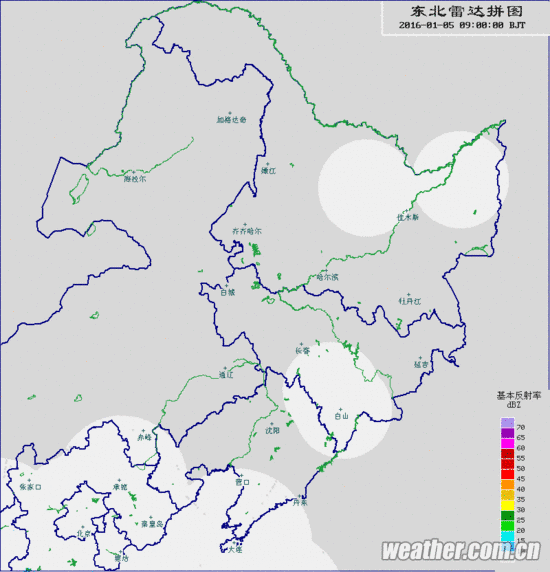 东北雷达拼图
2016-01-05 09:00:00 BJT
加格达奇
嫩江
海拉尔
佳木斯
齐齐哈尔
哈尔滨
白城
牡丹江
长春
延吉
通辽
白山
赤峰
沈阳
基本反射率
dBZ
70
65
60
55
50
45
40
35
30
25
20
15
张家口
承德
营口
丹东
秦皇岛
北京
大连
廊坊
weather.com.cn